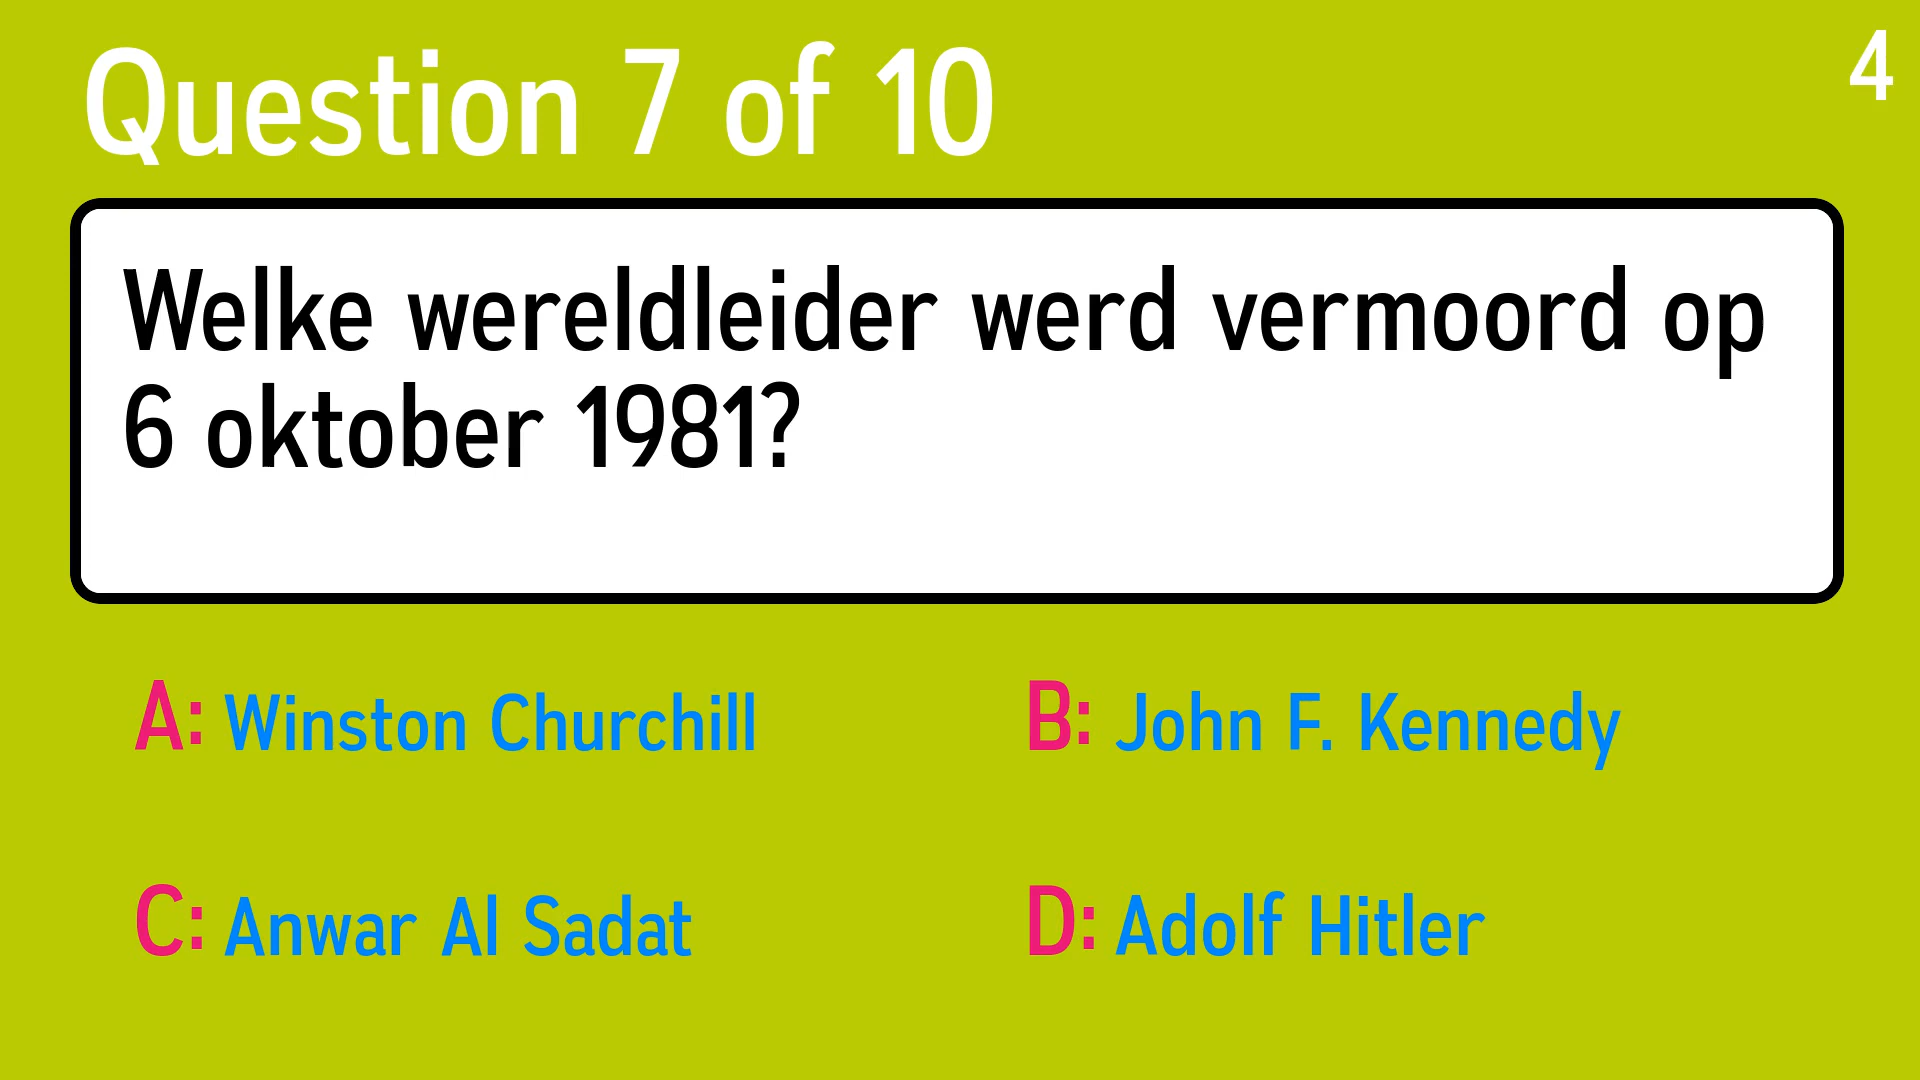 Question 7 of 10
4
Welke wereldleider werd vermoord op
6 oktober 1981?
A: Winston Churchill
B: John F. Kennedy
C: Anwar Al Sadat
D: Adolf Hitler